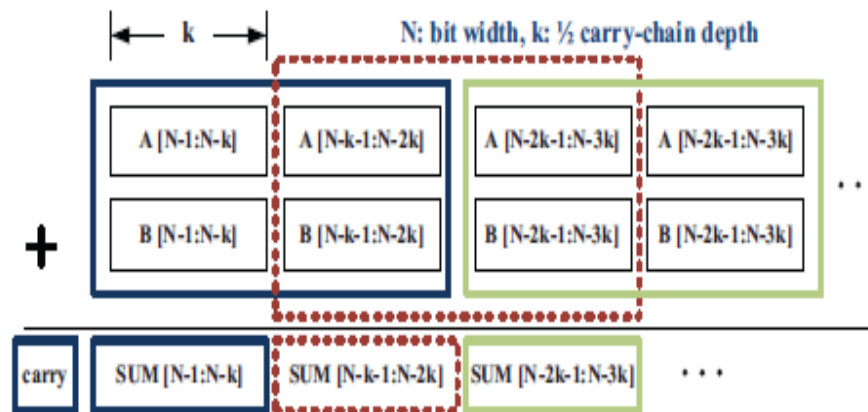 k N: bit width, k: ½ carry-chain depth
A [N-1:N-k] A [N-k-1:N-2k] A [N-2k-1:N-3k] A [N-2k-1:N-3k]
B [N-1:N-k] B [N-k-1:N-2k] B [N-2k-1:N-3k] B [N-2k-1:N-3k]
+
carry SUM [N-1:N-k] SUM [N-k-1:N-2k] SUM [N-2k-1:N-3k] · · ·